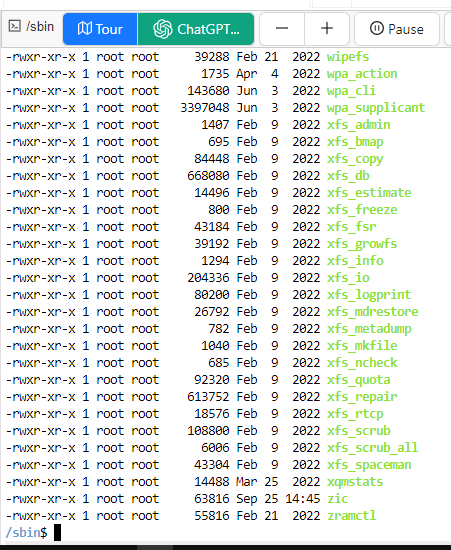 /sbin Tour ChatGPT... Pause
-rwxr-xr-x 1 root root 39288 Feb 21 2022 wipefs
-rwxr-xr-x 1 root root 1735 Apr 4 2022 wpa_action
-rwxr-xr-x 1 root root 143680 Jun 3 2022 wpa_cli
-rwxr-xr-x 1 root root 3397048 Jun 3 2022 wpa_supplicant
-rwxr-xr-x 1 root root 1407 Feb 9 2022 xfs_admin
-rwxr-xr-x 1 root root 695 Feb 9 2022 xfs_bmap
-rwxr-xr-x 1 root root 84448 Feb 9 2022 xfs_copy
-rwxr-xr-x 1 root root 668080 Feb 9 2022 xfs_db
-rwxr-xr-x 1 root root 14496 Feb 9 2022 xfs_estimate
-rwxr-xr-x 1 root root 800 Feb 9 2022 xfs_freeze
-rwxr-xr-x 1 root root 43184 Feb 9 2022 xfs_fsr
-rwxr-xr-x 1 root root 39192 Feb 9 2022 xfs_growfs
-rwxr-xr-x 1 root root 1294 Feb 9 2022 xfs_info
-rwxr-xr-x 1 root root 204336 Feb 9 2022 xfs_io
-rwxr-xr-x 1 root root 80200 Feb 9 2022 xfs_logprint
-rwxr-xr-x 1 root root 26792 Feb 9 2022 xfs_mdrestore
-rwxr-xr-x 1 root root 782 Feb 9 2022 xfs_metadump
-rwxr-xr-x 1 root root 1040 Feb 9 2022 xfs_mkfile
-rwxr-xr-x 1 root root 685 Feb 9 2022 xfs_ncheck
-rwxr-xr-x 1 root root 92320 Feb 9 2022 xfs_quota
-rwxr-xr-x 1 root root 613752 Feb 9 2022 xfs_repair
-rwxr-xr-x 1 root root 18576 Feb 9 2022 xfs_rtcp
-rwxr-xr-x 1 root root 108800 Feb 9 2022 xfs_scrub
-rwxr-xr-x 1 root root 6006 Feb 9 2022 xfs_scrub_all
-rwxr-xr-x 1 root root 43304 Feb 9 2022 xfs_spaceman
-rwxr-xr-x 1 root root 14488 Mar 25 2022 xqmstats
-rwxr-xr-x 1 root root 63816 Sep 25 14:45 zic
-rwxr-xr-x 1 root root 55816 Feb 21 2022 zramctl
/sbin$